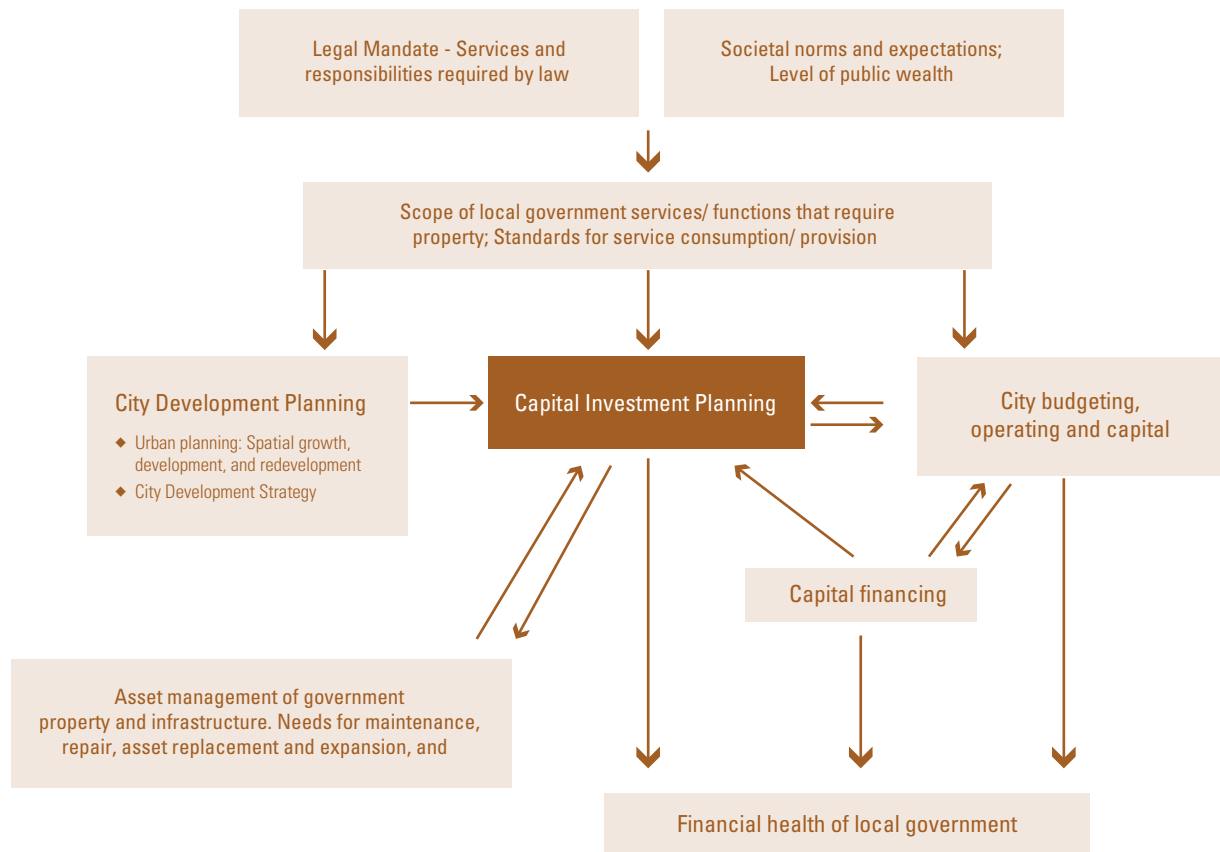 Legal Mandate - Services and
responsibilities required by law
Societal norms and expectations;
Level of public wealth
Scope of local government services/ functions that require
property; Standards for service consumption/ provision
City Development Planning
◆ Urban planning: Spatial growth,
development, and redevelopment
◆ City Development Strategy
Capital Investment Planning
City budgeting,
operating and capital
Capital financing
Asset management of government
property and infrastructure. Needs for maintenance,
repair, asset replacement and expansion, and
Financial health of local government